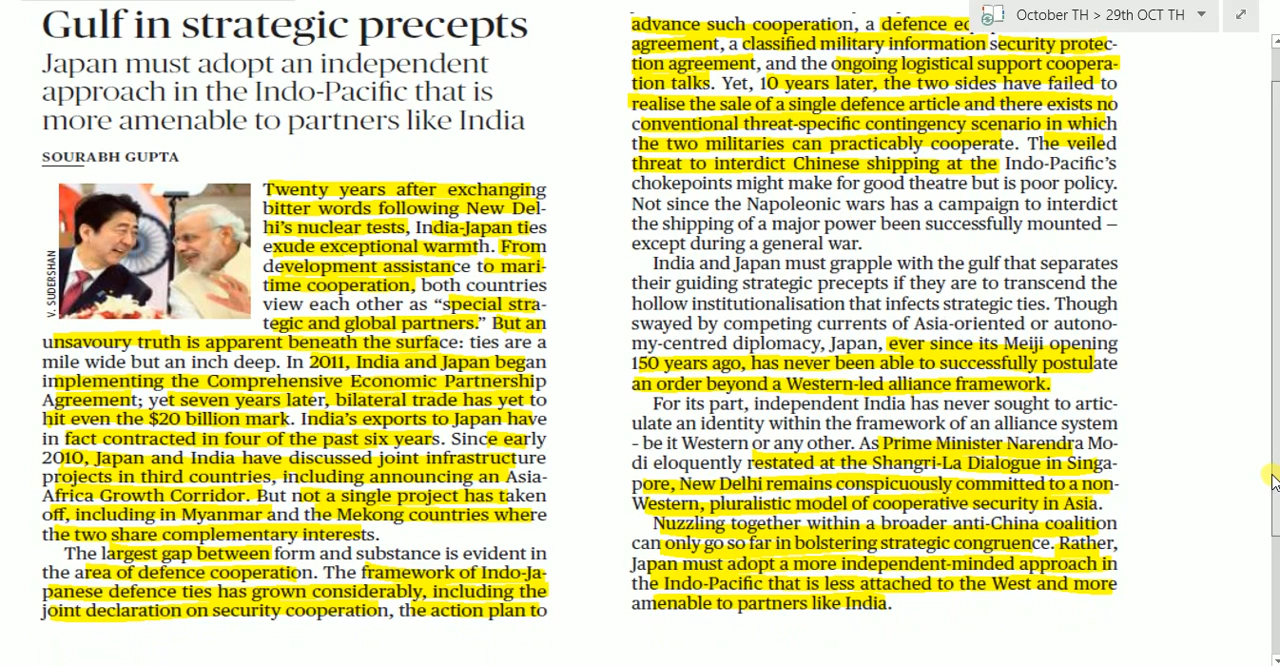 Gulf in strategic precepts
Japan must adopt an independent
approach in the Indo-Pacific that is
more amenable to partners like India
SOURABH GUPTA
V. SUDERSHAN
Twenty years after exchanging
bitter words following New Del-
hi's nuclear tests, India-Japan ties
exude exceptional warmth. From
development assistance to mari-
time cooperation, both countries
view each other as “special stra-
tegic and global partners.” But an
unsavoury truth is apparent beneath the surface: ties are a
mile wide but an inch deep. In 2011, India and Japan began
implementing the Comprehensive Economic Partnership
Agreement; yet seven years later, bilateral trade has yet to
hit even the $20 billion mark. India's exports to Japan have
in fact contracted in four of the past six years. Since early
2010, Japan and India have discussed joint infrastructure
projects in third countries, including announcing an Asia-
Africa Growth Corridor. But not a single project has taken
off, including in Myanmar and the Mekong countries where
the two share complementary interests.
The largest gap between form and substance is evident in
the area of defence cooperation. The framework of Indo-Ja-
panese defence ties has grown considerably, including the
joint declaration on security cooperation, the action plan to
advance such cooperation, a defence eq
agreement, a classified military information security protec-
tion agreement, and the ongoing logistical support coopera-
tion talks. Yet, 10 years later, the two sides have failed to
realise the sale of a single defence article and there exists no
conventional threat-specific contingency scenario in which
the two militaries can practicably cooperate. The veiled
threat to interdict Chinese shipping at the Indo-Pacific's
chokepoints might make for good theatre but is poor policy.
Not since the Napoleonic wars has a campaign to interdict
the shipping of a major power been successfully mounted –
except during a general war.
India and Japan must grapple with the gulf that separates
their guiding strategic precepts if they are to transcend the
hollow institutionalisation that infects strategic ties. Though
swayed by competing currents of Asia-oriented or autono-
my-centred diplomacy, Japan, ever since its Meiji opening
150 years ago, has never been able to successfully postulate
an order beyond a Western-led alliance framework.
For its part, independent India has never sought to artic-
ulate an identity within the framework of an alliance system
- be it Western or any other. As Prime Minister Narendra Mo-
di eloquently restated at the Shangri-La Dialogue in Singa-
pore, New Delhi remains conspicuously committed to a non-
Western, pluralistic model of cooperative security in Asia.
Nuzzling together within a broader anti-China coalition
can only go so far in bolstering strategic congruence. Rather,
Japan must adopt a more independent-minded approach in
the Indo-Pacific that is less attached to the West and more
amenable to partners like India.
October TH > 29th OCT TH